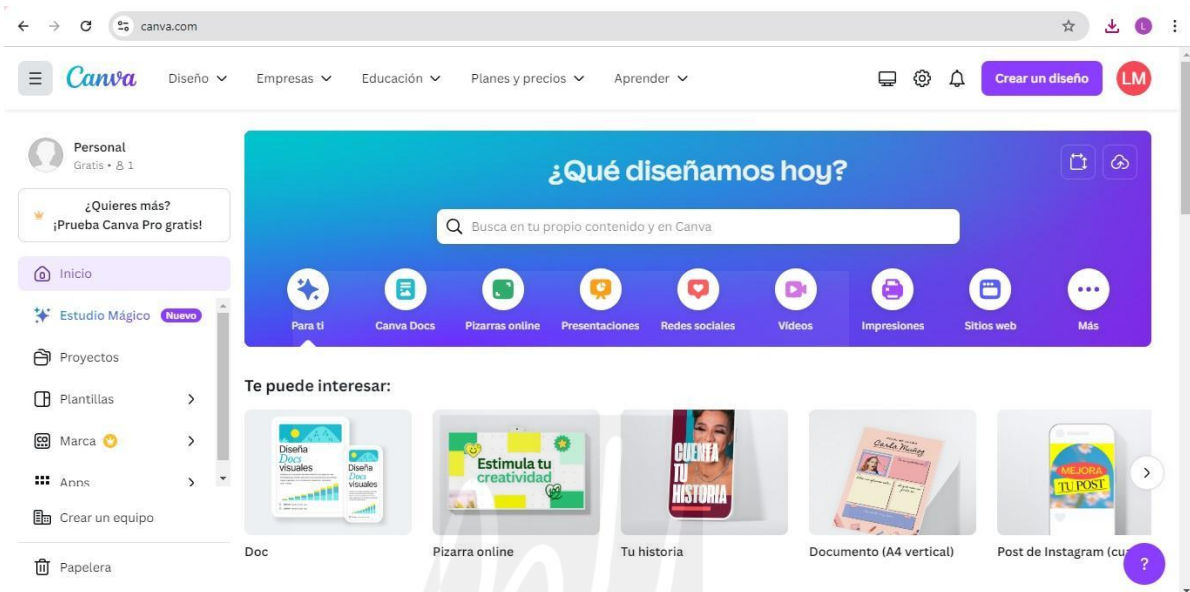 canva.com
L
Canva
Diseño
Empresas
Educación
Planes y precios
Aprender
Crear un diseño
LM
Personal
Gratis • 1
¿Quieres más?
¡Prueba Canva Pro gratis!
Inicio
Estudio Mágico Nuevo
Proyectos
Plantillas
Marca
Apps
Crear un equipo
Papelera
¿Qué diseñamos hoy?
Busca en tu propio contenido y en Canva
Para ti
Canva Docs
Pizarras online
Presentaciones
Redes sociales
Vídeos
Impresiones
Sitios web
Más
Te puede interesar:
Diseña
Docs
visuales
Diseña
Docs
visuales
Estimula tu
creatividad
CUENTA
TU
HISTORIA
Carla Muñoz
MEJORA
TU POST
Doc
Pizarra online
Tu historia
Documento (A4 vertical)
Post de Instagram (cu
?